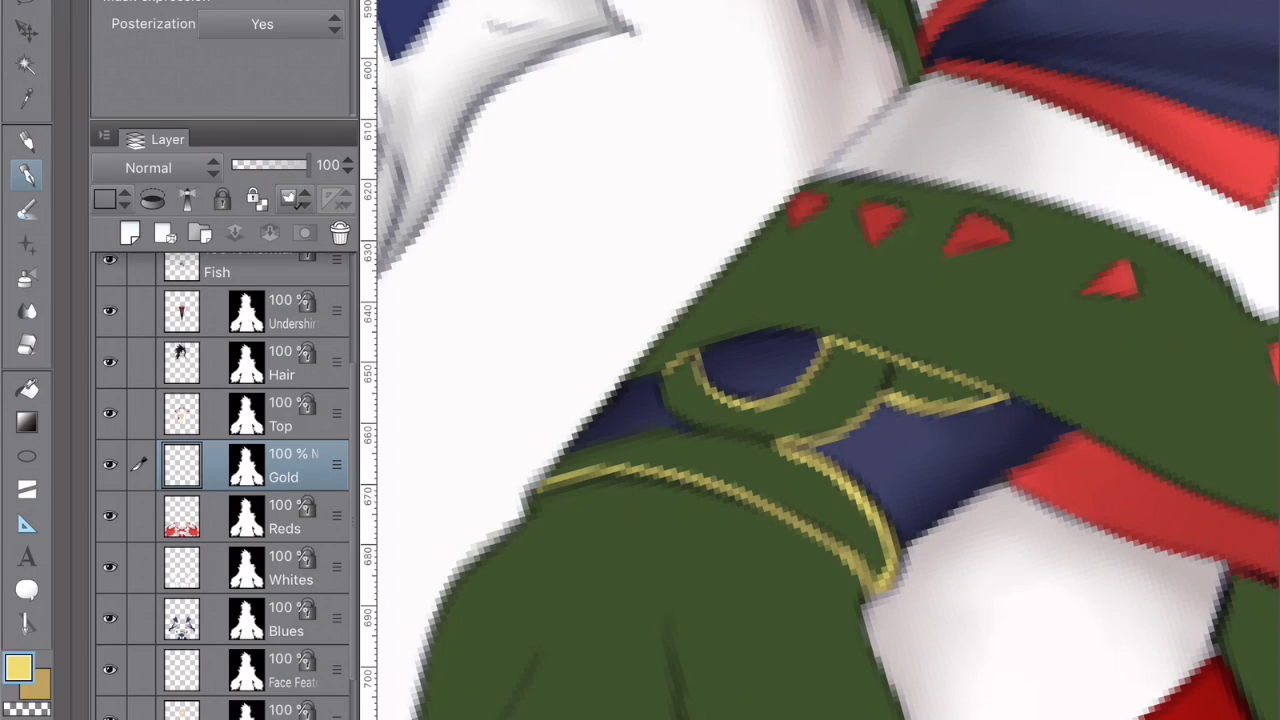 Posterization Yes
Layer
Normal 100
Fish
100 %
Undershir
100 %
Hair
100 %
Top
100 % N
Gold
100 %
Reds
100 %
Whites
100 %
Blues
100 %
Face Feat
100 %
590
600
610
620
630
640
650
660
670
680
690
700